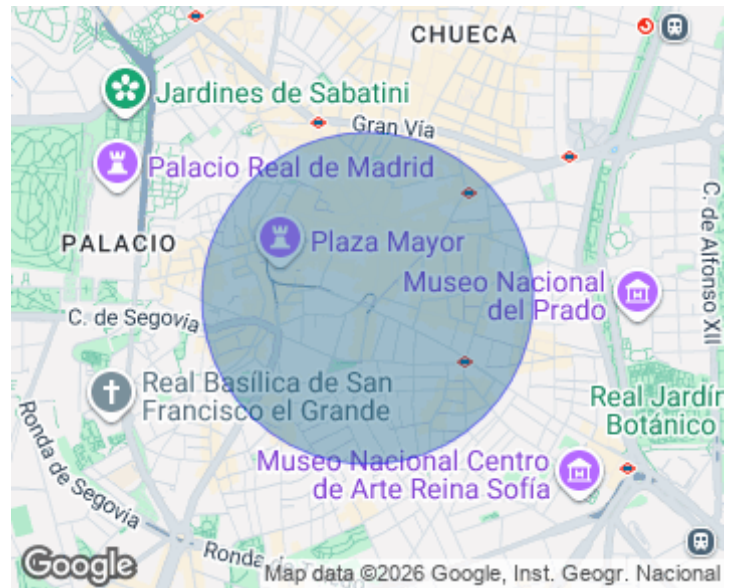 CHUECA
Jardines de Sabatini
Gran Vía
Palacio Real de Madrid
C. de Alfonso XII
PALACIO
Plaza Mayor
Museo Nacional
del Prado
C. de Segovia
Real Basílica de San
Francisco el Grande
Real Jardín
Botánico
Ronda de Segovia
Museo Nacional Centro
de Arte Reina Sofía
Ronda de
Google
Map data ©2026 Google, Inst. Geogr. Nacional